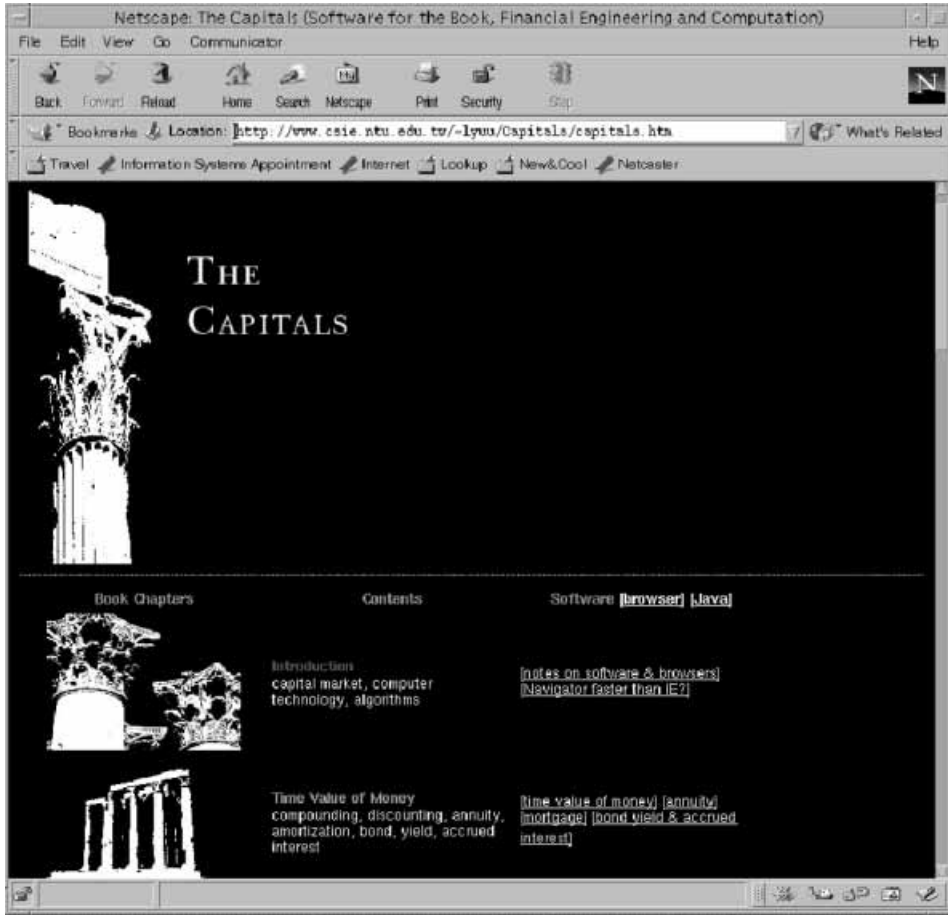 Netscape: The Capitals (Software for the Book, Financial Engineering and Computation)
File Edit View Go Communicator Help
Back Forward Reload Home Search Netscape Print Security Stop
N
Bookmarks Location: http://www.csie.ntu.edu.tw/~lyuu/Capitals/capitals.htm What's Related
Travel Information Systems Appointment Internet Lookup New&Cool Netcaster
THE
CAPITALS
Book Chapters Contents Software [browser] [Java]
Introduction
capital market, computer
technology, algorithms
[notes on software & browsers]
[Navigator faster than IE?]
Time Value of Money
compounding, discounting, annuity,
amortization, bond, yield, accrued
interest
[time value of money] [annuity]
[mortgage] [bond yield & accrued
interest]